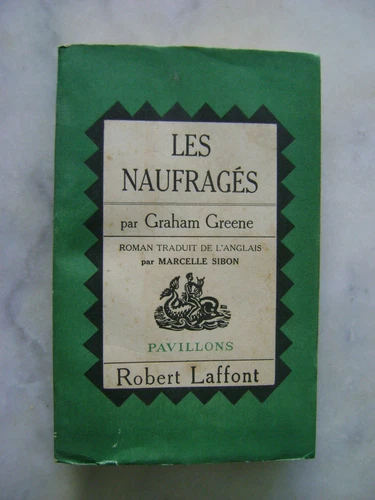 LES
NAUFRAGÉS
par Graham Greene
ROMAN TRADUIT DE L'ANGLAIS
par MARCELLE SIBON
PAVILLONS
Robert Laffont